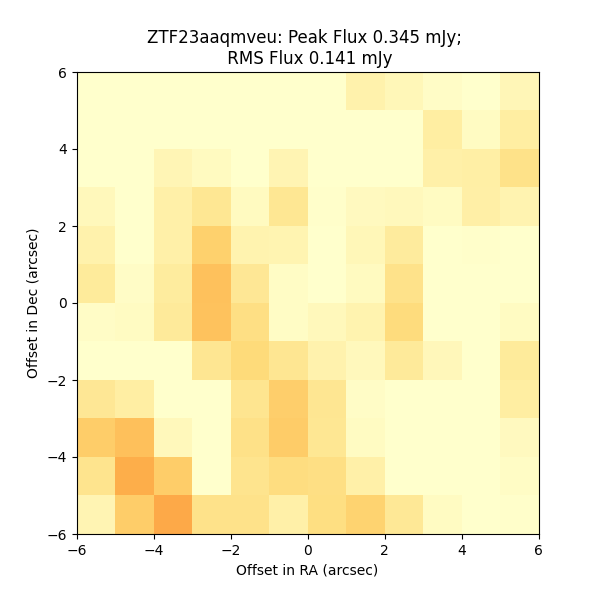 ZTF23aaqmveu: Peak Flux 0.345 mJy;
RMS Flux 0.141 mJy
6
4
2
0
−2
−4
−6
Offset in Dec (arcsec)
−6 −4 −2 0 2 4 6
Offset in RA (arcsec)